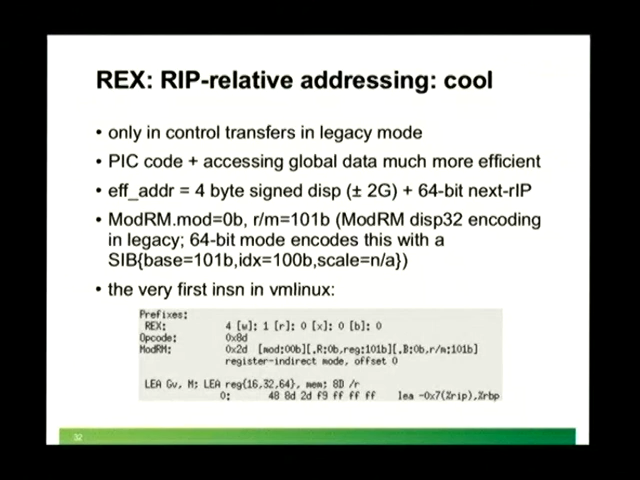 REX: RIP-relative addressing: cool
• only in control transfers in legacy mode
• PIC code + accessing global data much more efficient
• eff_addr = 4 byte signed disp (± 2G) + 64-bit next-rIP
• ModRM.mod=0b, r/m=101b (ModRM disp32 encoding
in legacy; 64-bit mode encodes this with a
SIB{base=101b,idx=100b,scale=n/a})
• the very first insn in vmlinux:
Prefixes:
REX: 4 [w]: 1 [r]: 0 [x]: 0 [b]: 0
Opcode: 0x8d
ModRM: 0x2d [mod:00b][.R:0b,reg:101b][.B:0b,r/m:101b]
register-indirect mode, offset 0
LEA Gv, M; LEA reg{16,32,64}, mem; 8D /r
0: 48 8d 2d f9 ff ff ff lea -0x7(%rip),%rbp
32